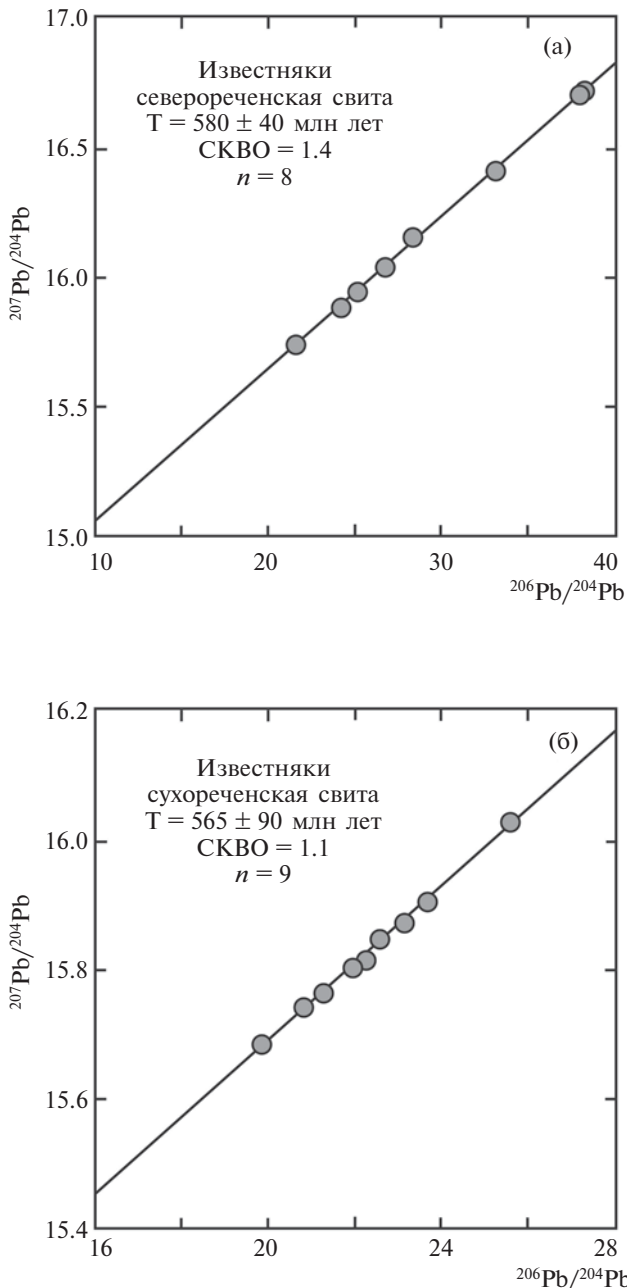 17.0
(а)
Известняки
северореченская свита
Т = 580 ± 40 млн лет
СКВО = 1.4
n = 8
16.5
²⁰⁷Pb/²⁰⁴Pb
16.0
15.5
15.0
10 20 30 40
²⁰⁶Pb/²⁰⁴Pb
16.2
(б)
Известняки
сухореченская свита
Т = 565 ± 90 млн лет
СКВО = 1.1
n = 9
16.0
²⁰⁷Pb/²⁰⁴Pb
15.8
15.6
15.4
16 20 24 28
²⁰⁶Pb/²⁰⁴Pb